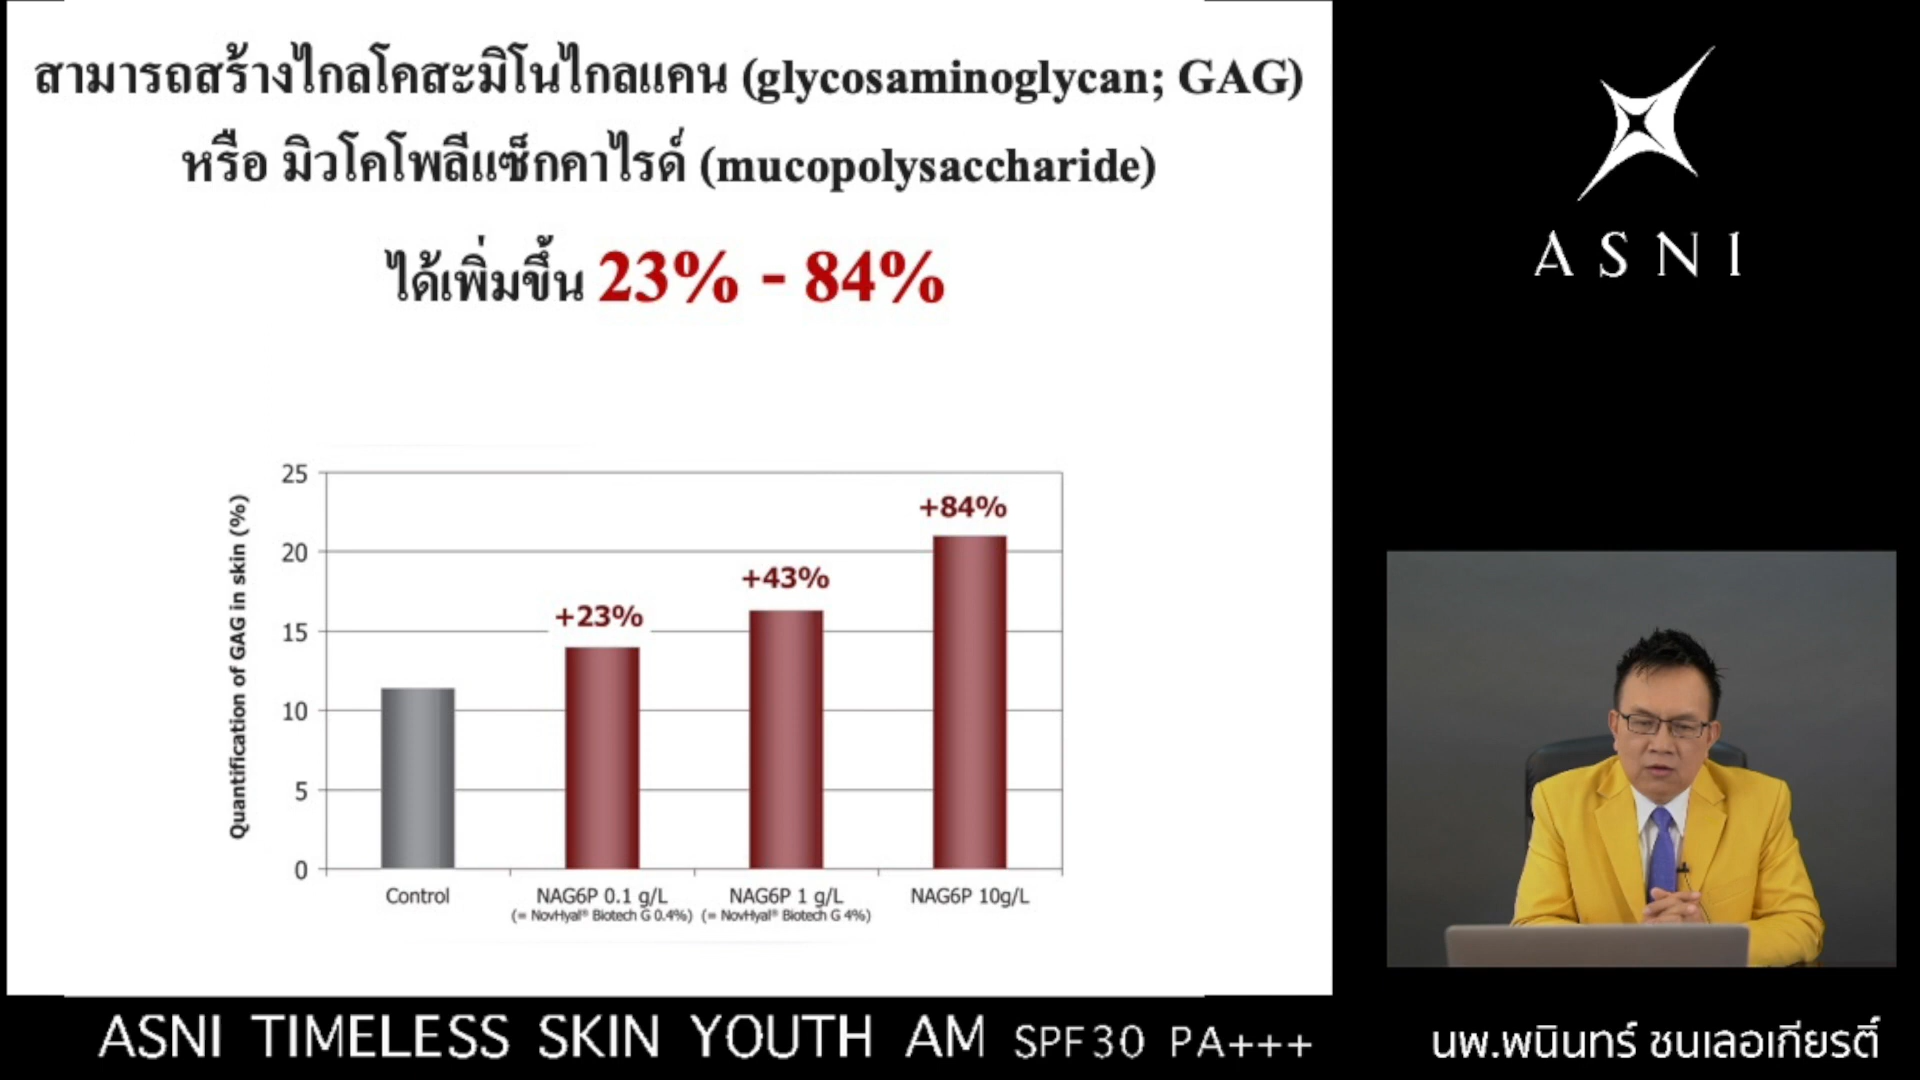 สามารถสร้างไกลโคสะมิโนไกลแคน (glycosaminoglycan; GAG)
หรือ มิวโคโพลีแซ็กคาไรด์ (mucopolysaccharide)
ได้เพิ่มขึ้น 23% - 84%
Quantification of GAG in skin (%)
25
20
15
10
5
0
+23%
+43%
+84%
Control
NAG6P 0.1 g/L
(= NovHyal® Biotech G 0.4%)
NAG6P 1 g/L
(= NovHyal® Biotech G 4%)
NAG6P 10g/L
ASNI
ASNI TIMELESS SKIN YOUTH AM SPF30 PA+++
นพ.พนินทร์ ชนเลอเกียรติ์